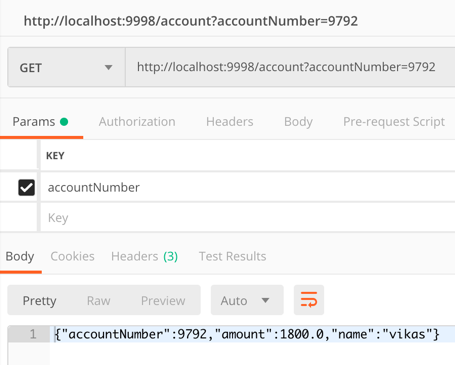 http://localhost:9998/account?accountNumber=9792
GET http://localhost:9998/account?accountNumber=9792
Params Authorization Headers Body Pre-request Script
KEY
accountNumber
Key
Body Cookies Headers (3) Test Results
Pretty Raw Preview Auto
1 {"accountNumber":9792,"amount":1800.0,"name":"vikas"}